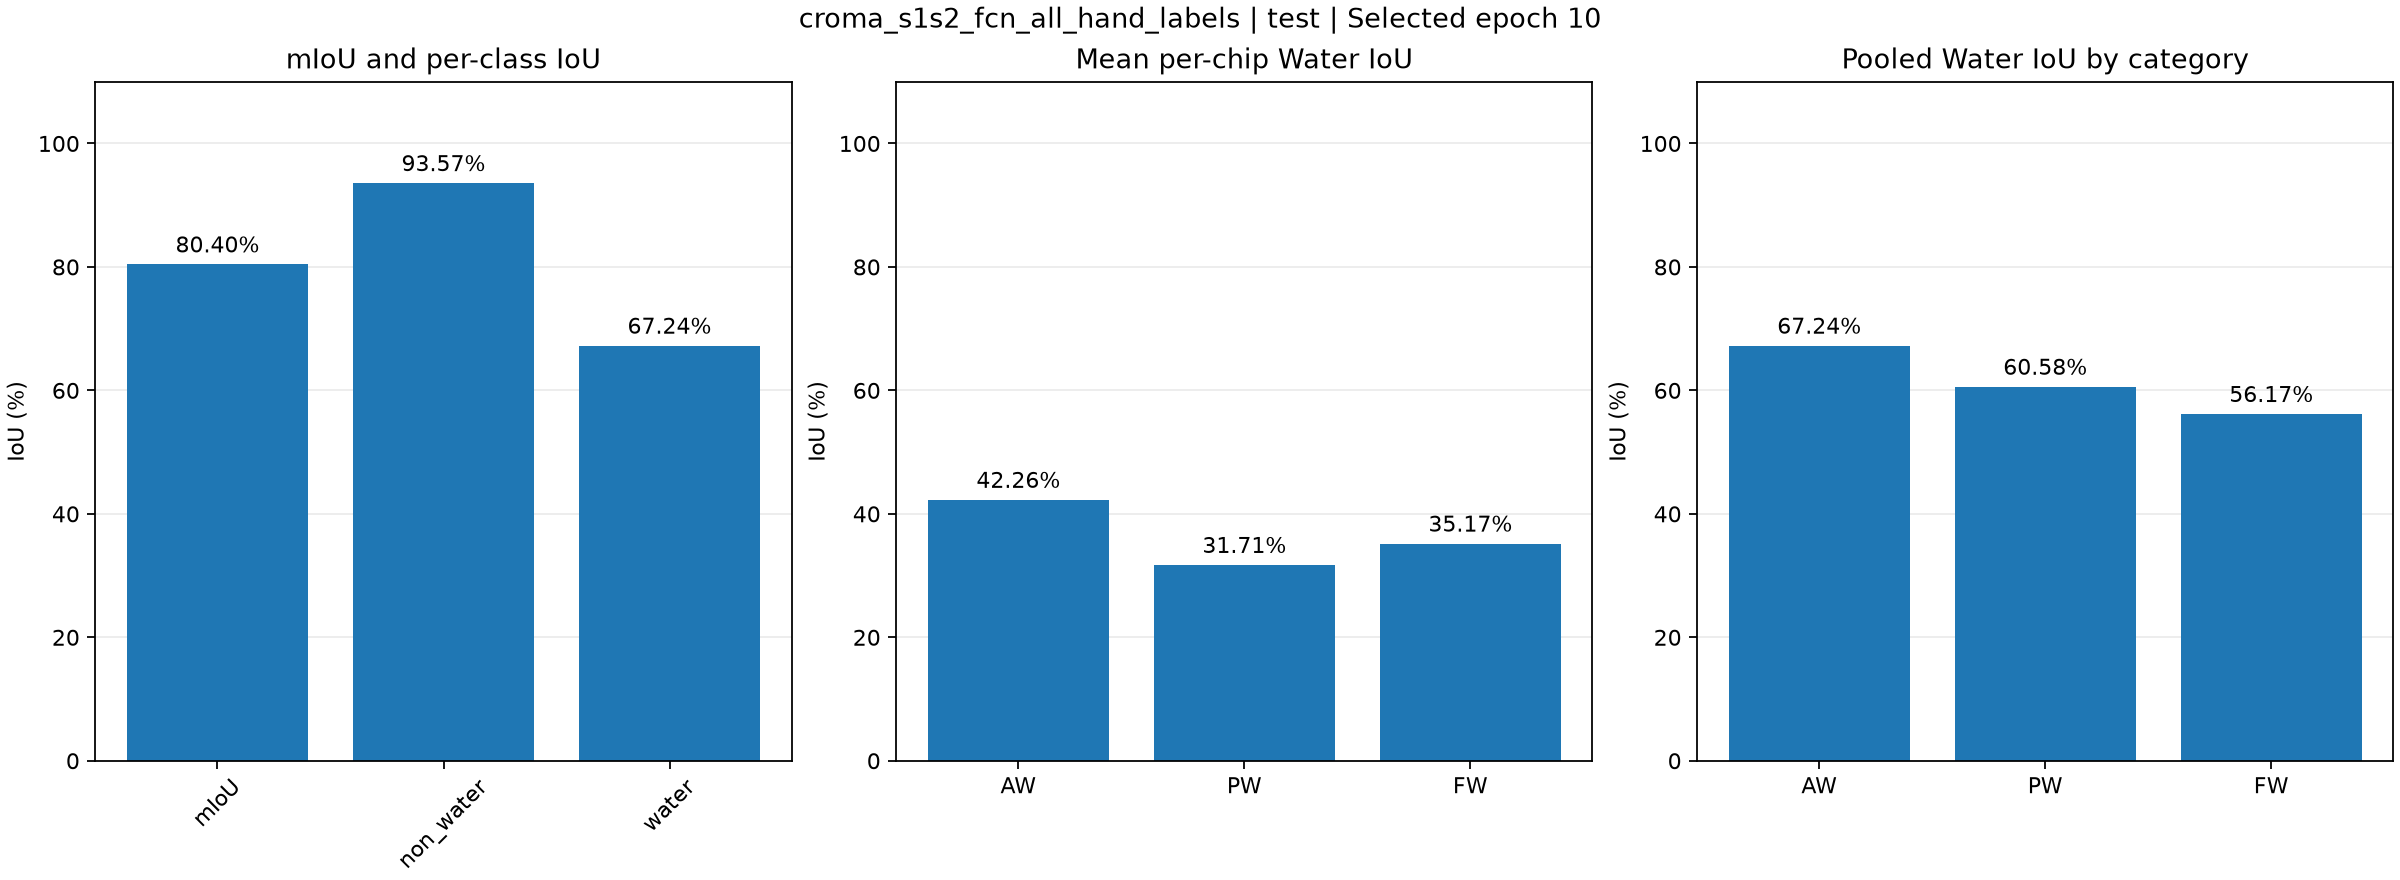 croma_s1s2_fcn_all_hand_labels | test | Selected epoch 10
mIoU and per-class IoU
IoU (%)
100
80
60
40
20
0
80.40%
93.57%
67.24%
mIoU
non_water
water
Mean per-chip Water IoU
IoU (%)
100
80
60
40
20
0
42.26%
31.71%
35.17%
AW
PW
FW
Pooled Water IoU by category
IoU (%)
100
80
60
40
20
0
67.24%
60.58%
56.17%
AW
PW
FW